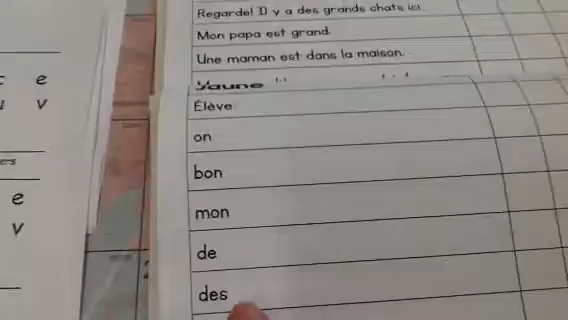 Regarde! Il y a des grands chats ici
Mon papa est grand.
Une maman est dans la maison.
Élève
on
bon
mon
de
des
e
v
e
v